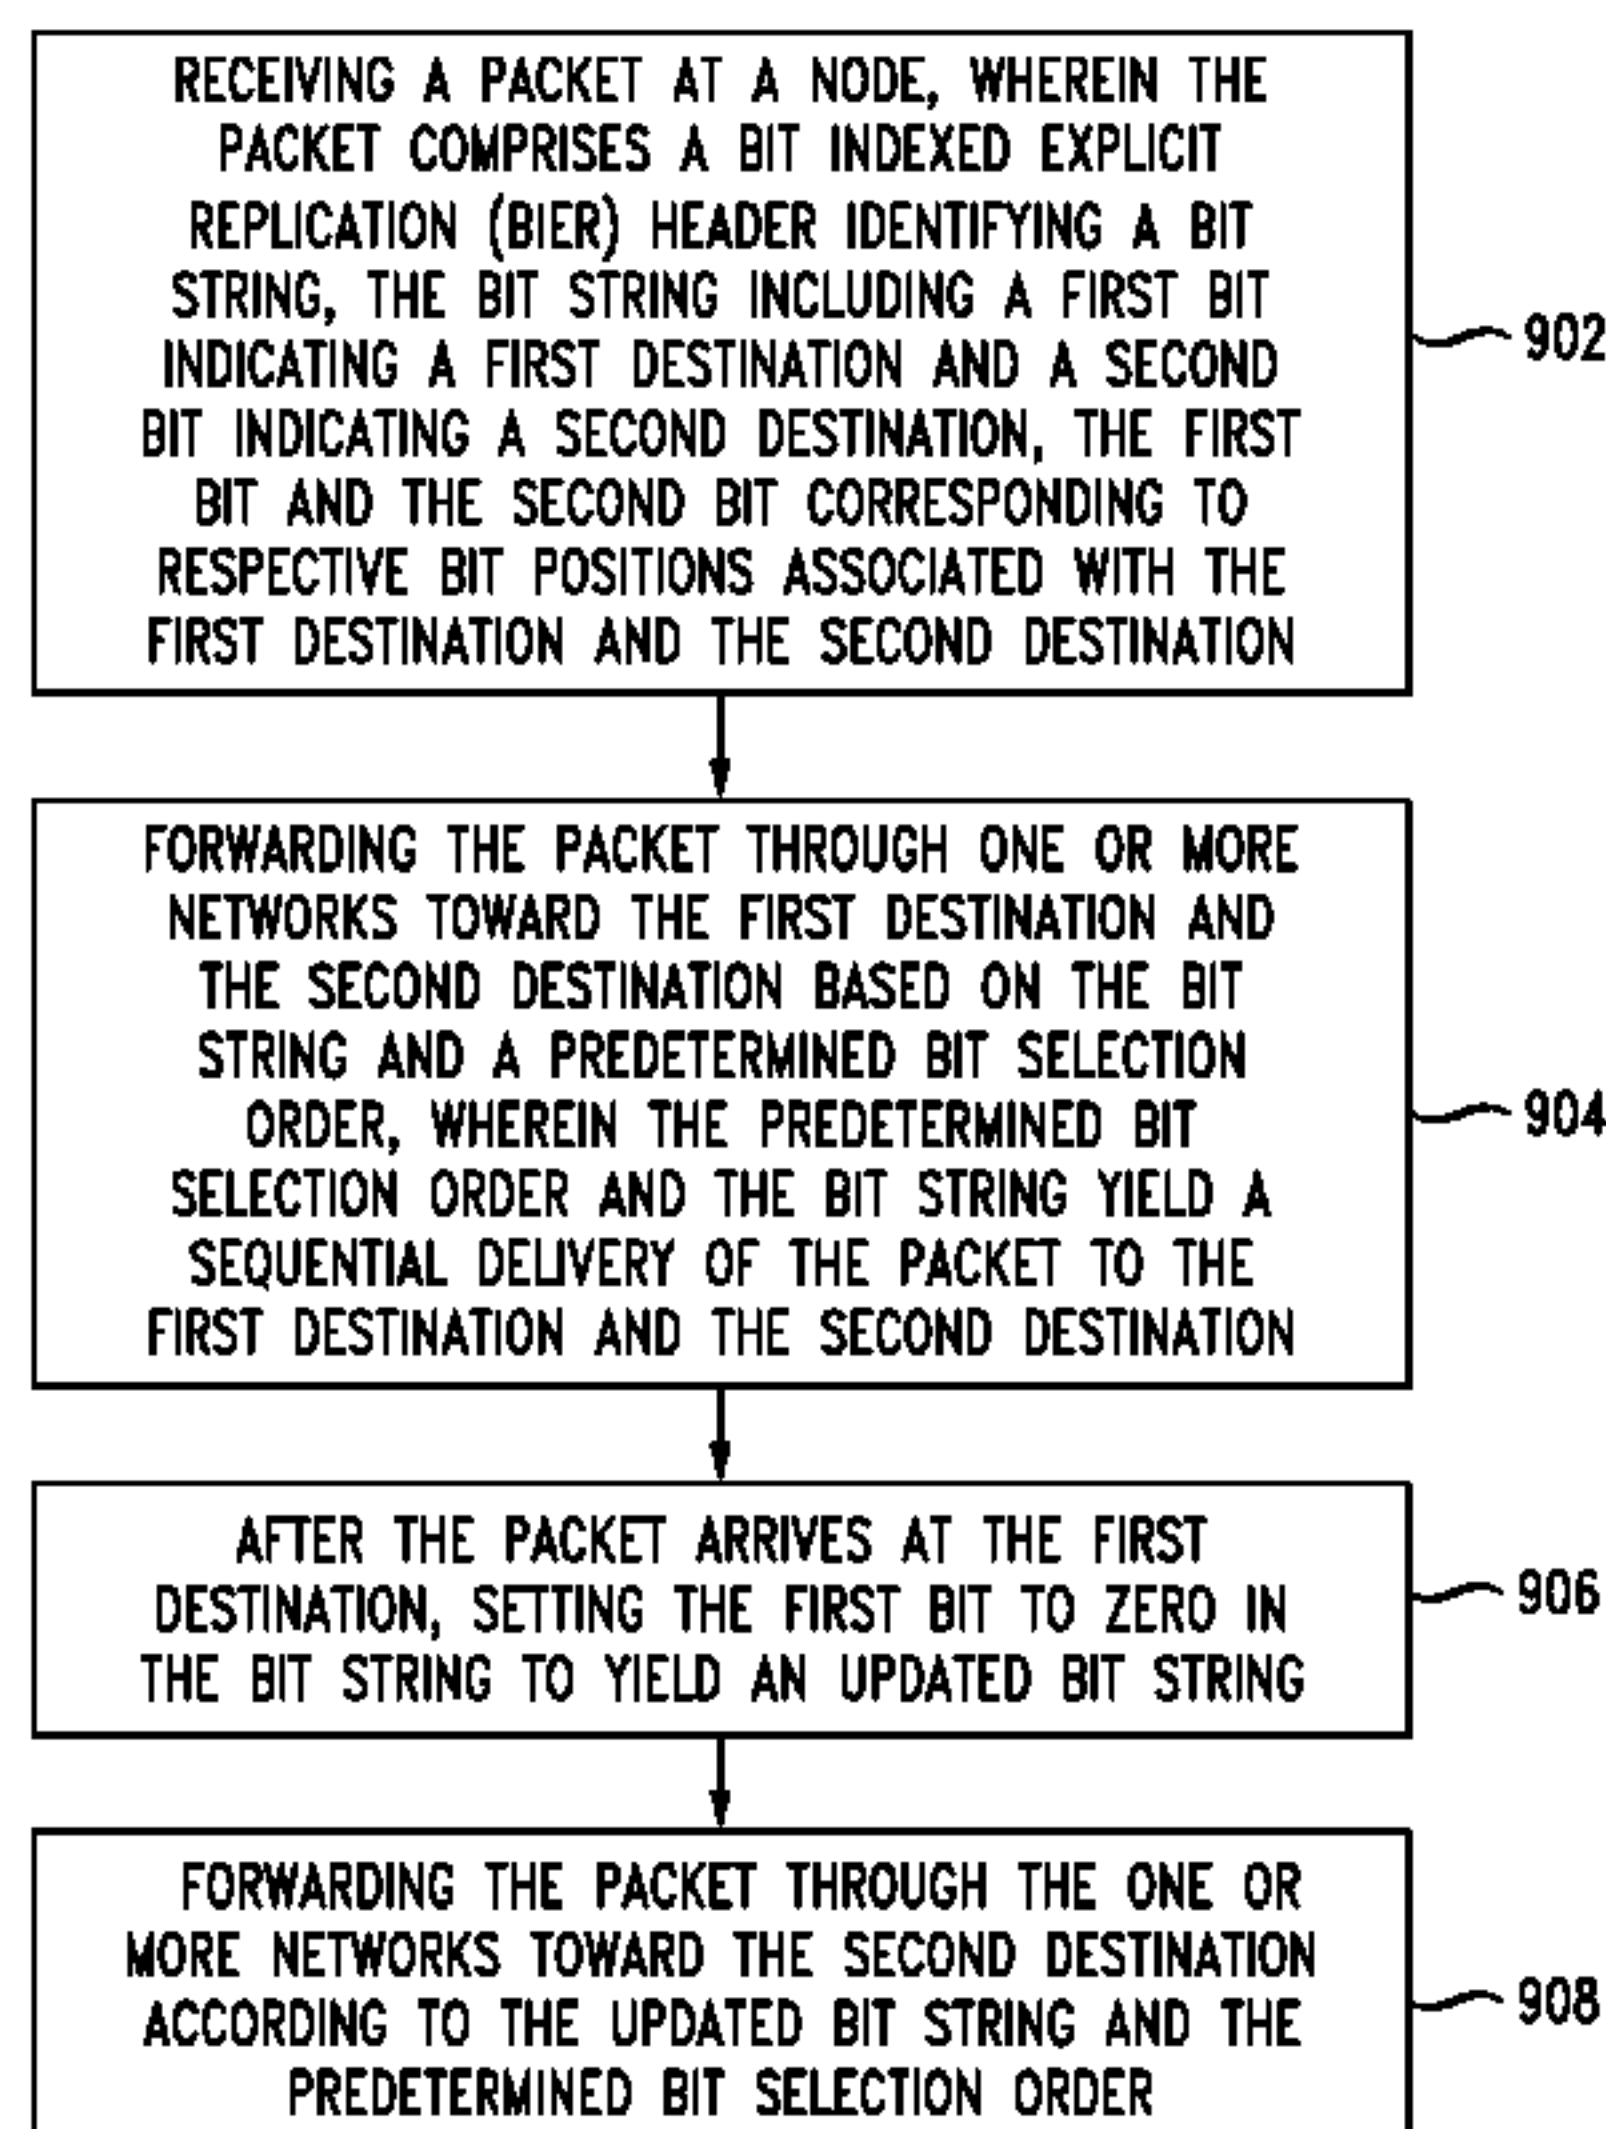 RECEIVING A PACKET AT A NODE, WHEREIN THE
PACKET COMPRISES A BIT INDEXED EXPLICIT
REPLICATION (BIER) HEADER IDENTIFYING A BIT
STRING, THE BIT STRING INCLUDING A FIRST BIT
INDICATING A FIRST DESTINATION AND A SECOND
BIT INDICATING A SECOND DESTINATION, THE FIRST
BIT AND THE SECOND BIT CORRESPONDING TO
RESPECTIVE BIT POSITIONS ASSOCIATED WITH THE
FIRST DESTINATION AND THE SECOND DESTINATION
902
FORWARDING THE PACKET THROUGH ONE OR MORE
NETWORKS TOWARD THE FIRST DESTINATION AND
THE SECOND DESTINATION BASED ON THE BIT
STRING AND A PREDETERMINED BIT SELECTION
ORDER, WHEREIN THE PREDETERMINED BIT
SELECTION ORDER AND THE BIT STRING YIELD A
SEQUENTIAL DELIVERY OF THE PACKET TO THE
FIRST DESTINATION AND THE SECOND DESTINATION
904
AFTER THE PACKET ARRIVES AT THE FIRST
DESTINATION, SETTING THE FIRST BIT TO ZERO IN
THE BIT STRING TO YIELD AN UPDATED BIT STRING
906
FORWARDING THE PACKET THROUGH THE ONE OR
MORE NETWORKS TOWARD THE SECOND DESTINATION
ACCORDING TO THE UPDATED BIT STRING AND THE
PREDETERMINED BIT SELECTION ORDER
908